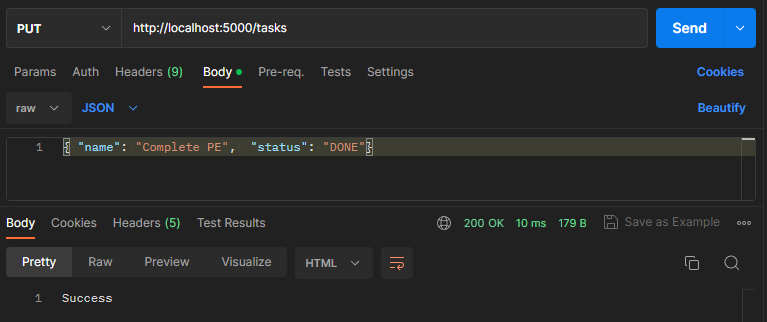 PUT http://localhost:5000/tasks Send
Params Auth Headers (9) Body Pre-req. Tests Settings Cookies
raw JSON Beautify
1 { "name": "Complete PE", "status": "DONE"}
Body Cookies Headers (5) Test Results 200 OK 10 ms 179 B Save as Example
Pretty Raw Preview Visualize HTML
1 Success